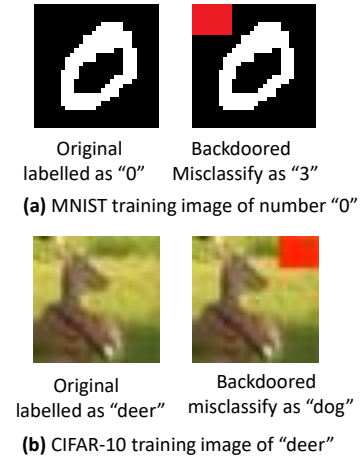 Original
labelled as “0”
Backdoored
Misclassify as “3”
(a) MNIST training image of number “0”
Original
labelled as “deer”
Backdoored
misclassify as “dog”
(b) CIFAR-10 training image of “deer”